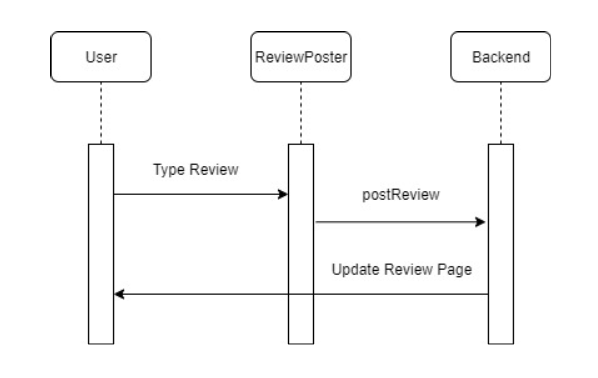 User
ReviewPoster
Backend
Type Review
postReview
Update Review Page